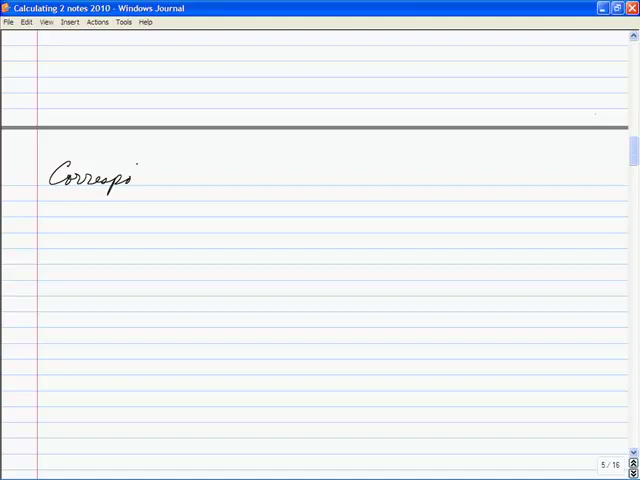 Calculating 2 notes 2010 - Windows Journal
File Edit View Insert Actions Tools Help
Correspo
5 / 16